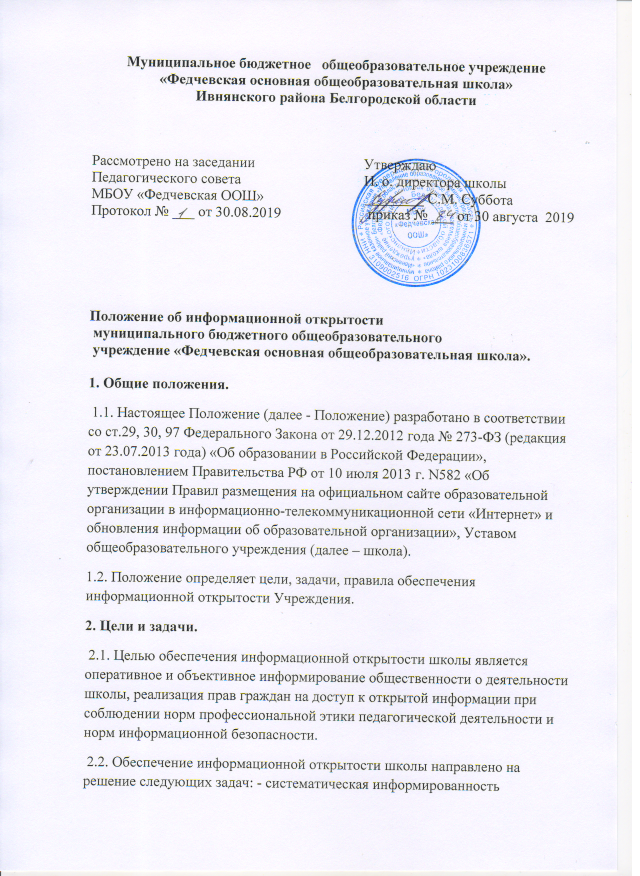 Муниципальное бюджетное общеобразовательное учреждение
«Федчевская основная общеобразовательная школа»
Ивнянского района Белгородской области
Рассмотрено на заседании
Педагогического совета
МБОУ «Федчевская ООШ»
Протокол № 1 от 30.08.2019
Утверждаю
И. о. директора школы
С.М. Суббота
приказ № 84 от 30 августа 2019
«Федчевская
ООШ»
ИНН 3109002516 ОГРН 1023100836571
Положение об информационной открытости
муниципального бюджетного общеобразовательного
учреждение «Федчевская основная общеобразовательная школа».
1. Общие положения.
1.1. Настоящее Положение (далее - Положение) разработано в соответствии
со ст.29, 30, 97 Федерального Закона от 29.12.2012 года № 273-ФЗ (редакция
от 23.07.2013 года) «Об образовании в Российской Федерации»,
постановлением Правительства РФ от 10 июля 2013 г. N582 «Об
утверждении Правил размещения на официальном сайте образовательной
организации в информационно-телекоммуникационной сети «Интернет» и
обновления информации об образовательной организации», Уставом
общеобразовательного учреждения (далее – школа).
1.2. Положение определяет цели, задачи, правила обеспечения
информационной открытости Учреждения.
2. Цели и задачи.
2.1. Целью обеспечения информационной открытости школы является
оперативное и объективное информирование общественности о деятельности
школы, реализация прав граждан на доступ к открытой информации при
соблюдении норм профессиональной этики педагогической деятельности и
норм информационной безопасности.
2.2. Обеспечение информационной открытости школы направлено на
решение следующих задач: - систематическая информированность